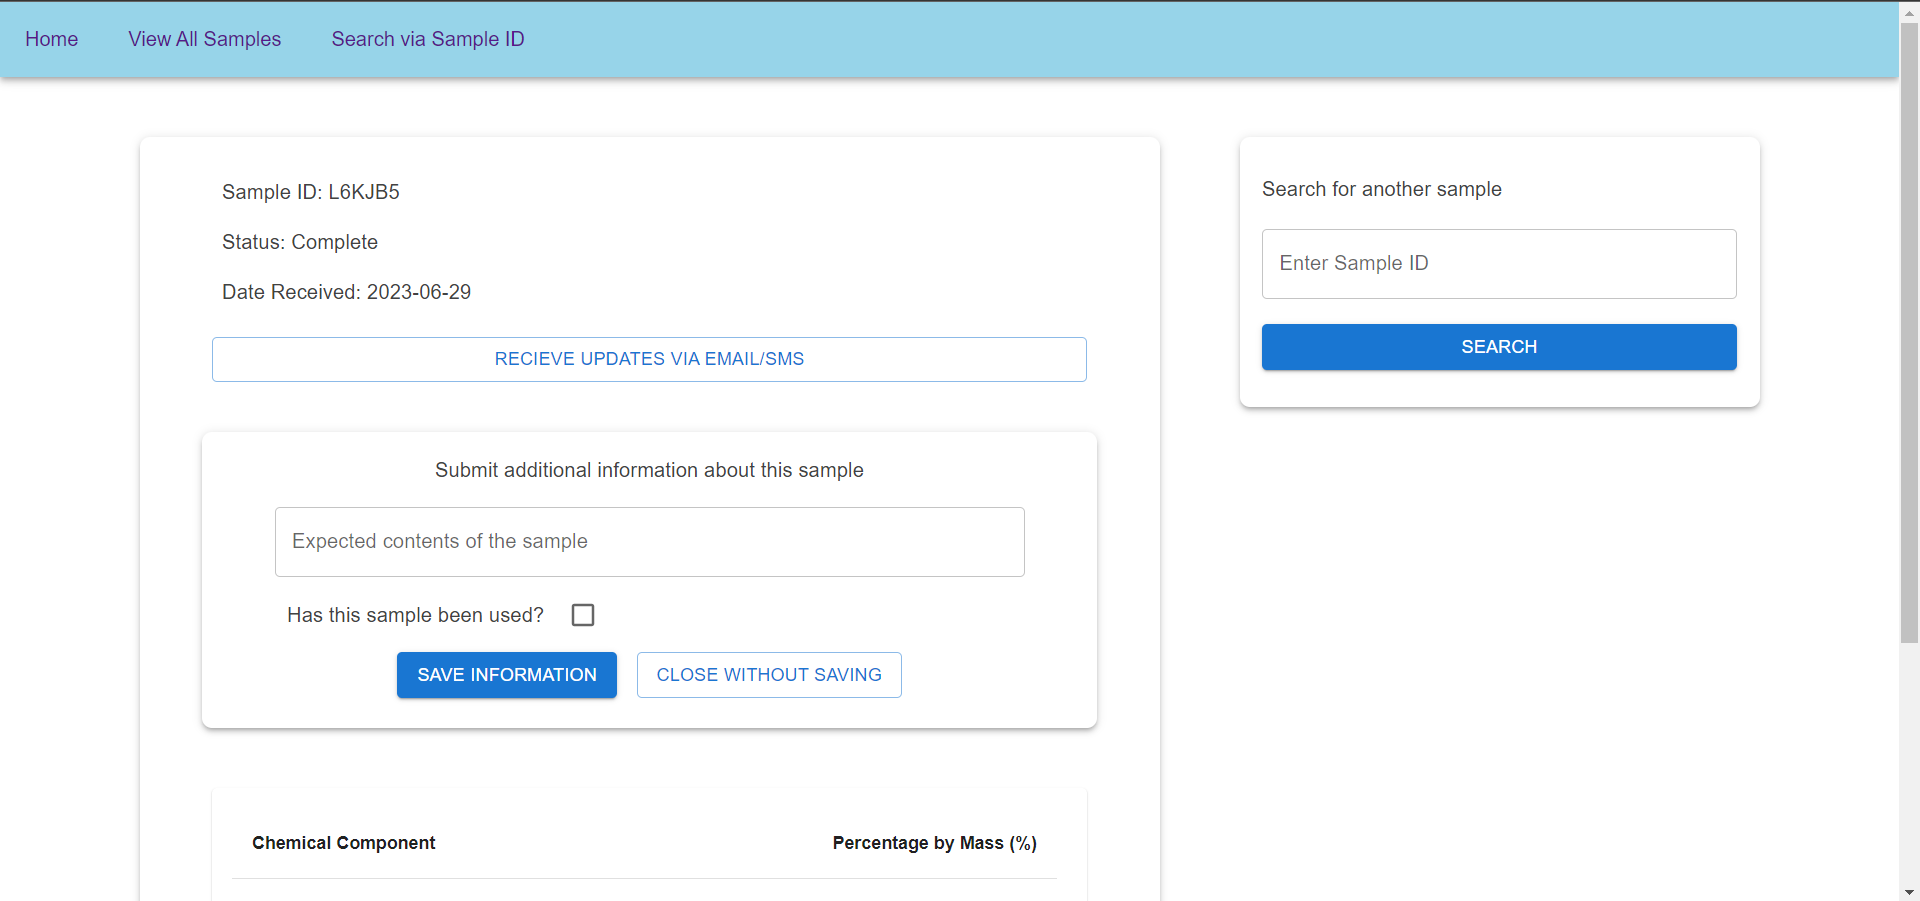 Home View All Samples Search via Sample ID
Sample ID: L6KJB5
Status: Complete
Date Received: 2023-06-29
RECIEVE UPDATES VIA EMAIL/SMS
Submit additional information about this sample
Expected contents of the sample
Has this sample been used?
SAVE INFORMATION CLOSE WITHOUT SAVING
Chemical Component Percentage by Mass (%)
Search for another sample
Enter Sample ID
SEARCH